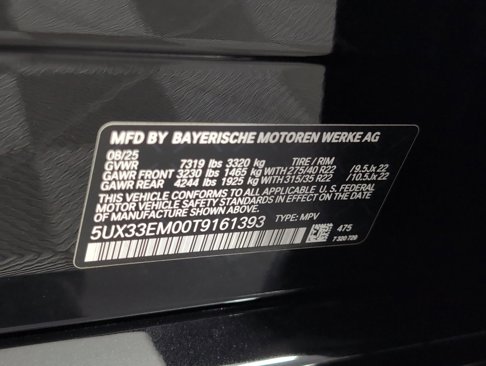 MFD BY BAYERISCHE MOTOREN WERKE AG
08/25
GVWR 7319 lbs 3320 kg TIRE / RIM
GAWR FRONT 3230 lbs 1465 kg WITH 275/40 R22 / 9.5Jx22
GAWR REAR 4244 lbs 1925 kg WITH 315/35 R22 / 10.5Jx22
THIS VEHICLE CONFORMS TO ALL APPLICABLE U. S. FEDERAL
MOTOR VEHICLE SAFETY STANDARDS IN EFFECT ON THE DATE
OF MANUFACTURE SHOWN ABOVE.
5UX33EM00T9161393 TYPE: MPV
475
7 320 729